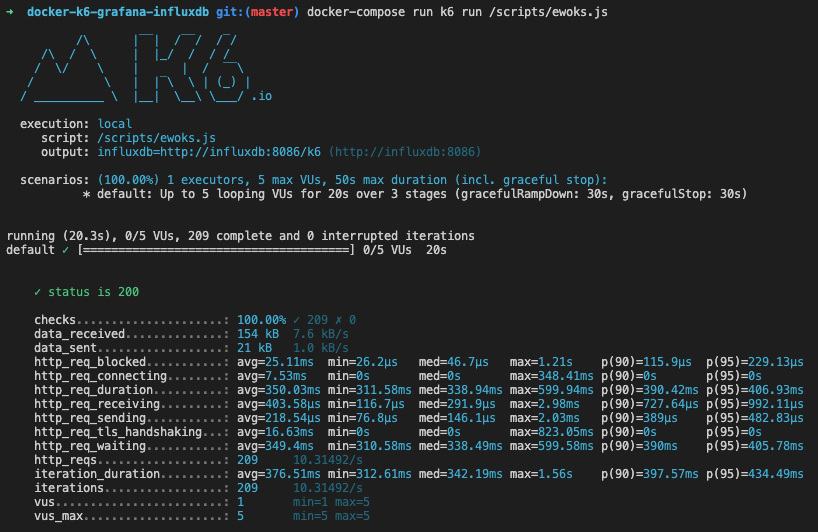 ➜  docker-k6-grafana-influxdb git:(master) docker-compose run k6 run /scripts/ewoks.js
K6 .io
execution: local
script: /scripts/ewoks.js
output: influxdb=http://influxdb:8086/k6 (http://influxdb:8086)
scenarios: (100.00%) 1 executors, 5 max VUs, 50s max duration (incl. graceful stop):
* default: Up to 5 looping VUs for 20s over 3 stages (gracefulRampDown: 30s, gracefulStop: 30s)
running (20.3s), 0/5 VUs, 209 complete and 0 interrupted iterations
default ✓ [======================================] 0/5 VUs  20s
✓ status is 200
checks.....................: 100.00% ✓ 209 ✗ 0
data_received..............: 154 kB  7.6 kB/s
data_sent..................: 21 kB   1.0 kB/s
http_req_blocked...........: avg=25.11ms  min=26.2µs   med=46.7µs   max=1.21s    p(90)=115.9µs  p(95)=229.13µs
http_req_connecting........: avg=7.53ms   min=0s       med=0s       max=348.41ms p(90)=0s       p(95)=0s
http_req_duration..........: avg=350.03ms min=311.58ms med=338.94ms max=599.94ms p(90)=390.42ms p(95)=406.93ms
http_req_receiving.........: avg=403.58µs min=116.7µs  med=291.9µs  max=2.98ms   p(90)=727.64µs p(95)=992.11µs
http_req_sending...........: avg=218.54µs min=76.8µs   med=146.1µs  max=2.03ms   p(90)=389µs    p(95)=482.83µs
http_req_tls_handshaking...: avg=16.63ms  min=0s       med=0s       max=823.05ms p(90)=0s       p(95)=0s
http_req_waiting...........: avg=349.4ms  min=310.58ms med=338.49ms max=599.58ms p(90)=390ms    p(95)=405.78ms
http_reqs..................: 209     10.31492/s
iteration_duration.........: avg=376.51ms min=312.61ms med=342.19ms max=1.56s    p(90)=397.57ms p(95)=434.49ms
iterations.................: 209     10.31492/s
vus........................: 1       min=1 max=5
vus_max....................: 5       min=5 max=5